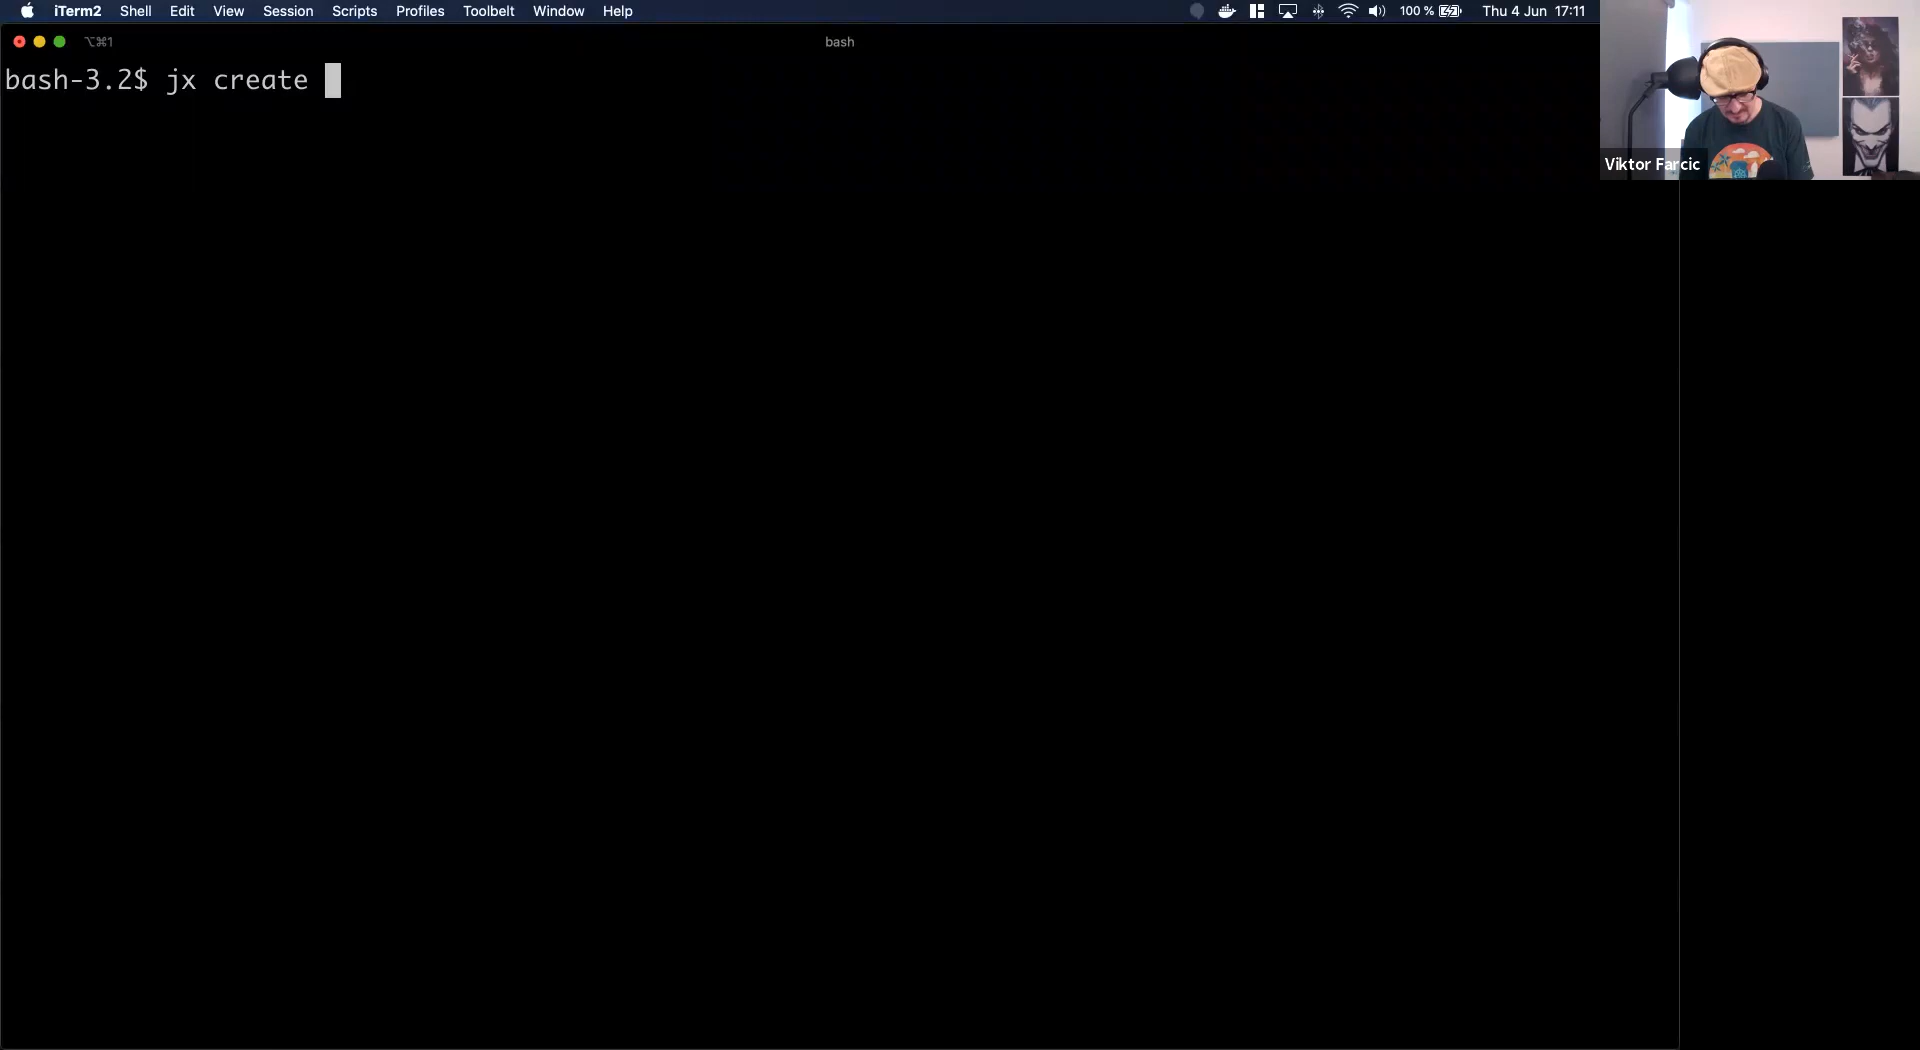 iTerm2 Shell Edit View Session Scripts Profiles Toolbelt Window Help 100 % Thu 4 Jun 17:11
⌥⌘1 bash
bash-3.2$ jx create
Viktor Farcic